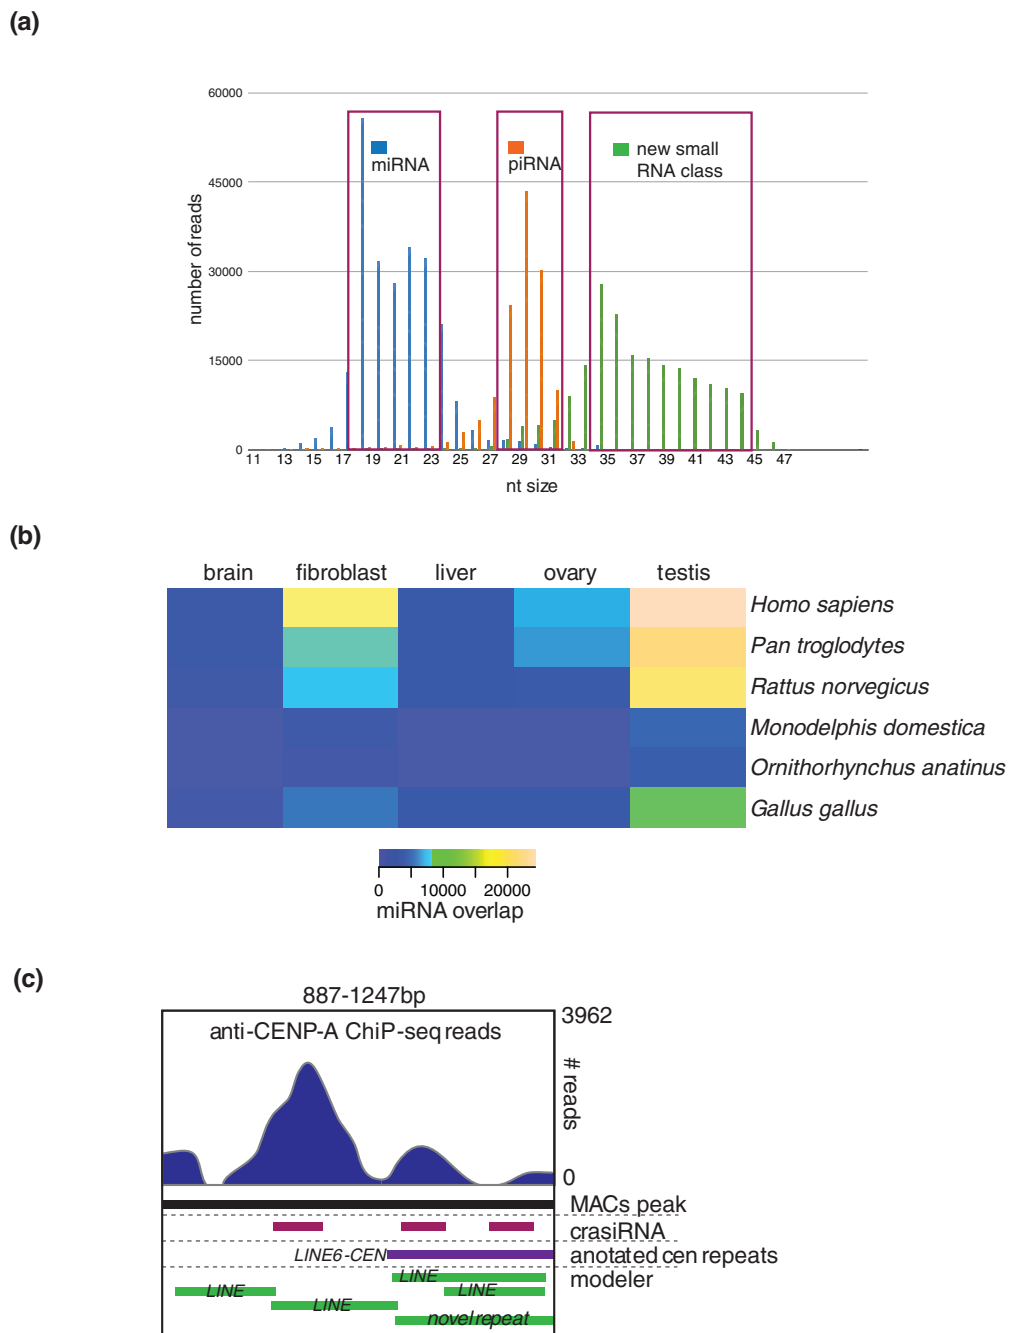 (a)
60000
45000
30000
15000
0
number of reads
miRNA
piRNA
new small
RNA class
11 13 15 17 19 21 23 25 27 29 31 33 35 37 39 41 43 45 47
nt size
(b)
brain fibroblast liver ovary testis
Homo sapiens
Pan troglodytes
Rattus norvegicus
Monodelphis domestica
Ornithorhynchus anatinus
Gallus gallus
0 10000 20000
miRNA overlap
(c)
887-1247bp
anti-CENP-A ChiP-seq reads
3962
# reads
0
MACs peak
crasiRNA
LINE6-CEN
anotated cen repeats
LINE
modeler
LINE
LINE
LINE
novel repeat